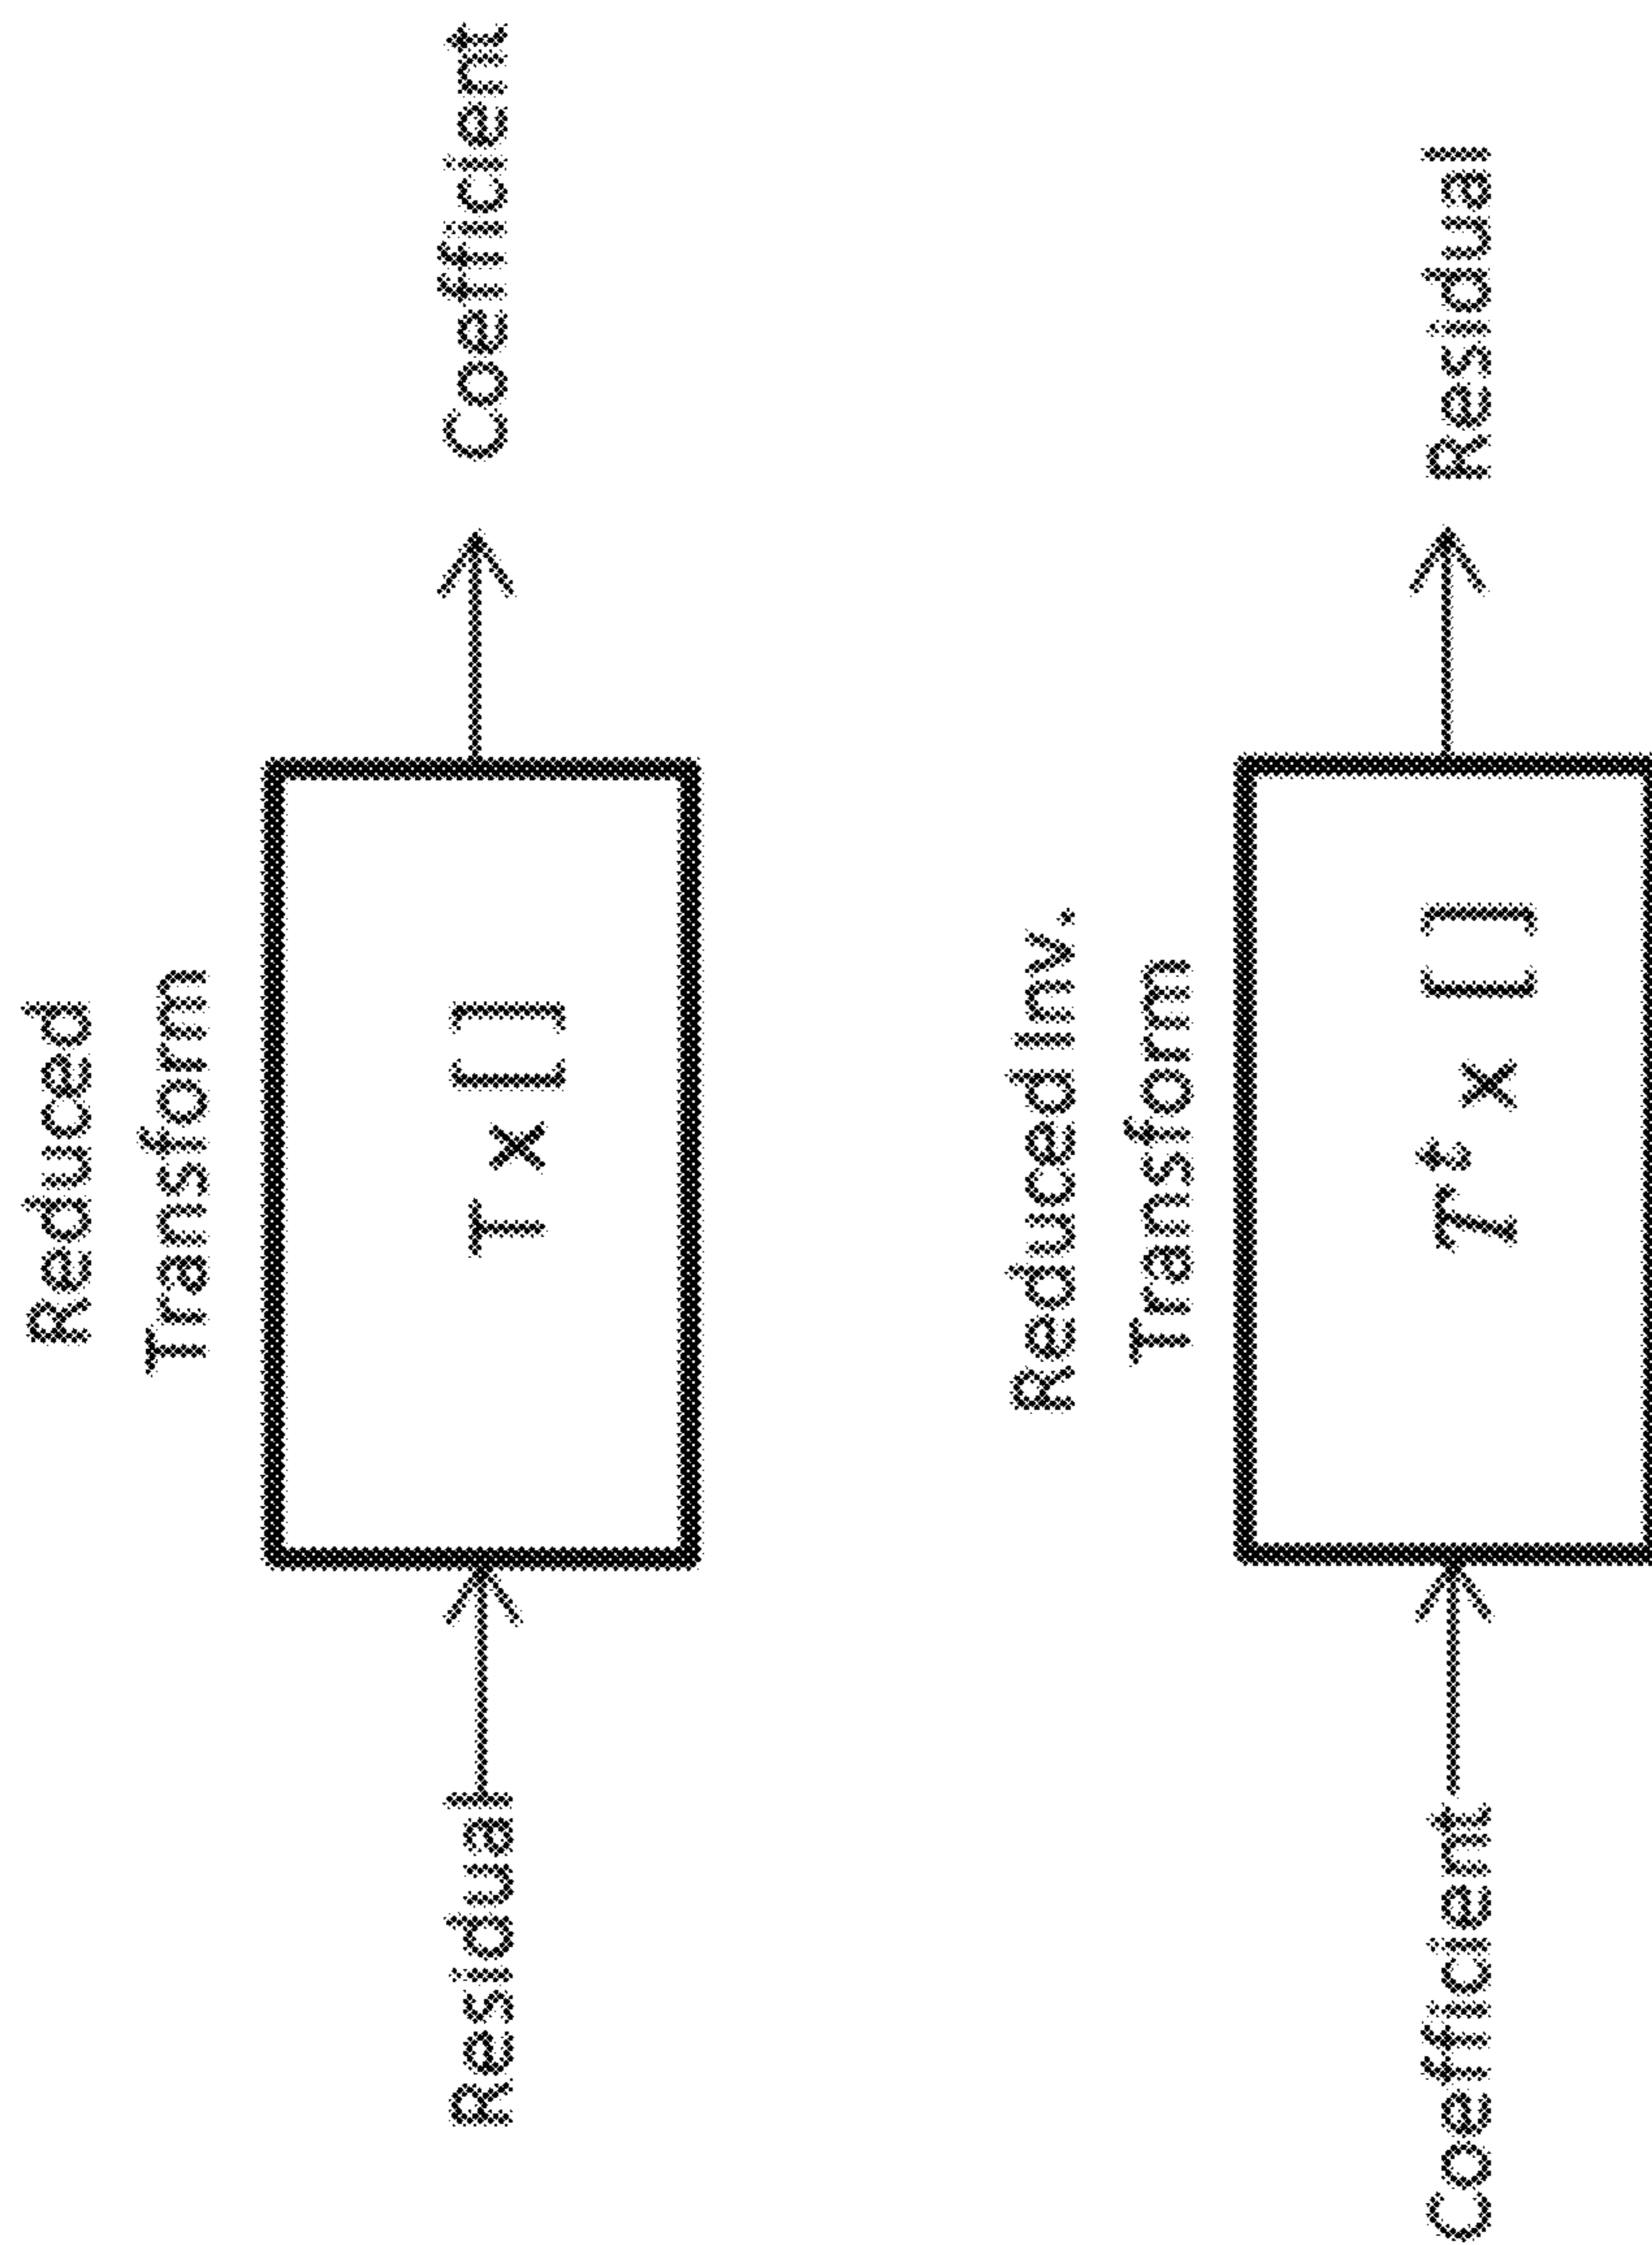 Reduced
Transform
Residual
T x [ ]
Coefficient
Reduced Inv.
Transform
Coefficient
Tᵗ x [ ]
Residual